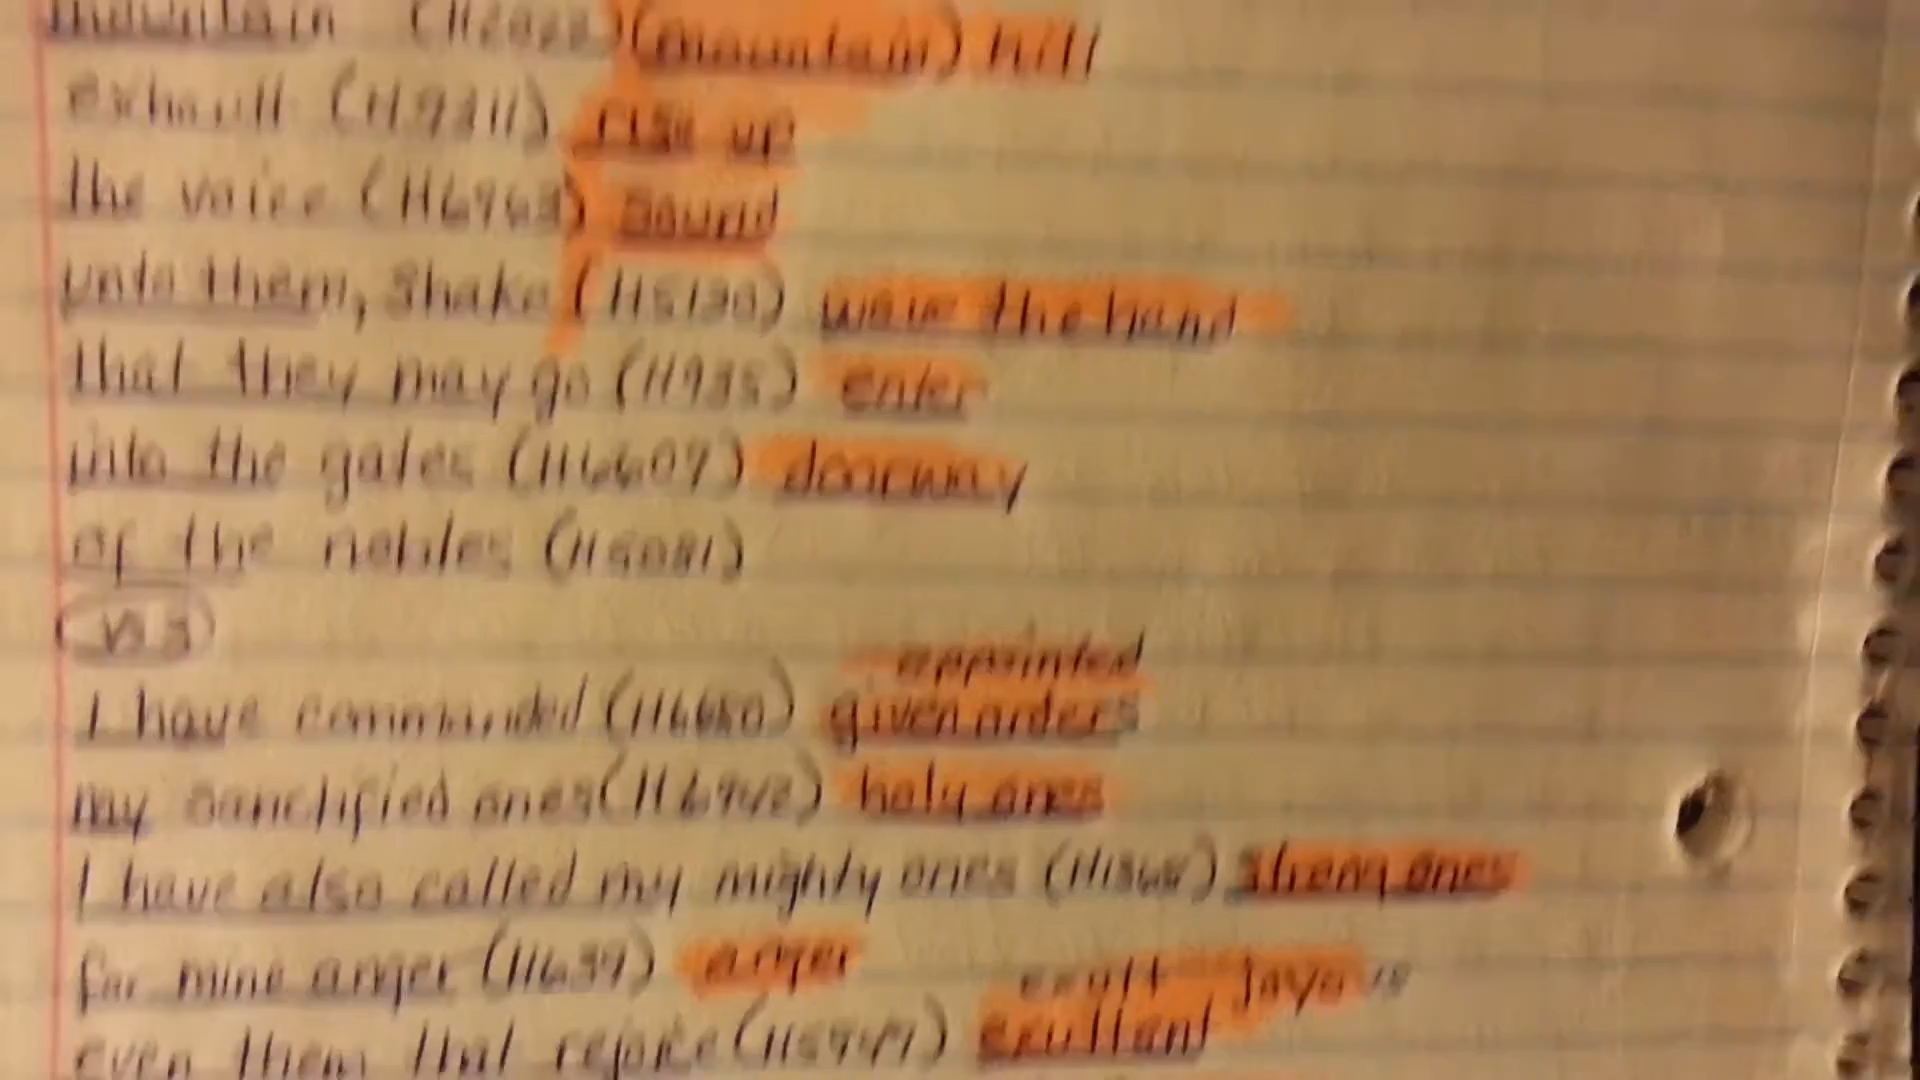 mountain (H2022) (mountain) hill
(H7311) rise up
the voice (H6963) sound
unto them, shake (H5130) wave the hand
that they may go (H935) enter
into the gates (H6607) doorway
of the nobles (H5081)
vs 3
appointed
I have commanded (H6680) given orders
my sanctified ones (H6942) holy ones
I have also called my mighty ones (H1368) strong ones
for mine anger (H639) anger
exult joyous
even them that rejoice (H5947) exultant